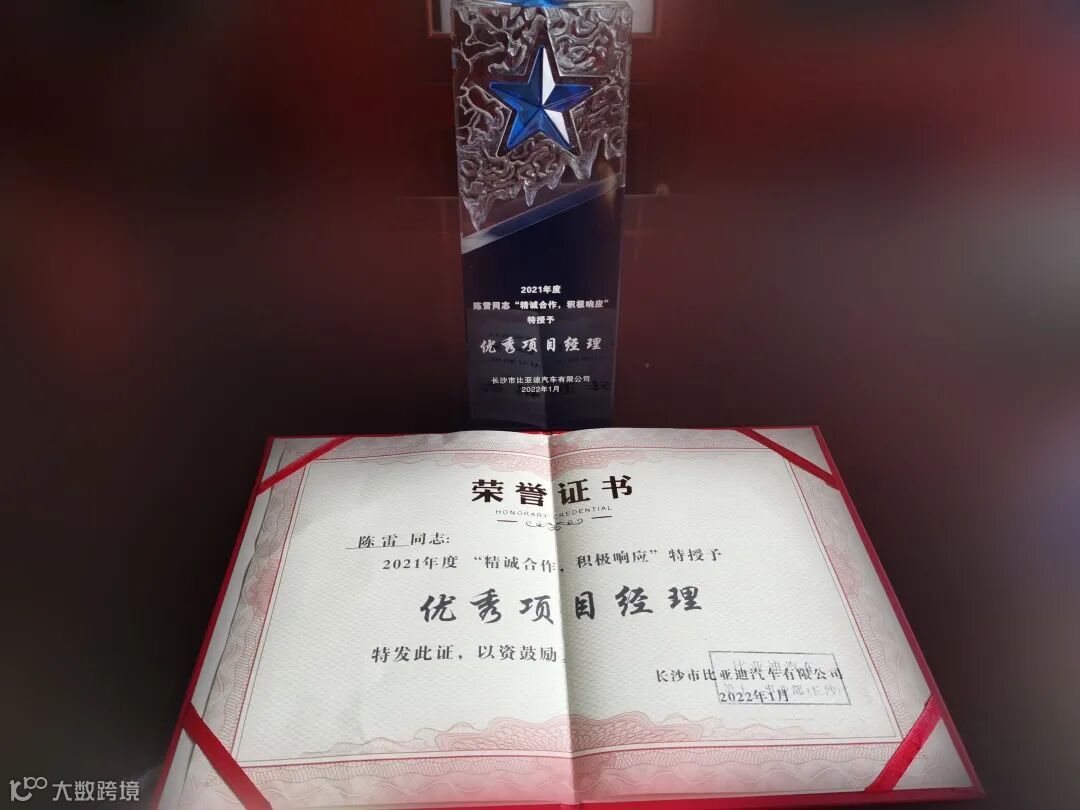 2021年度
陈雷同志“精诚合作，积极响应”
特授予
优秀项目经理
长沙市比亚迪汽车有限公司
2022年1月
荣誉证书
HONORARY CREDENTIAL
陈雷 同志:
2021年度 “精诚合作，积极响应”特授予
优秀项目经理
特发此证，以资鼓励。
比亚迪汽车
长沙市比亚迪汽车有限公司
2022年1月
大数跨境